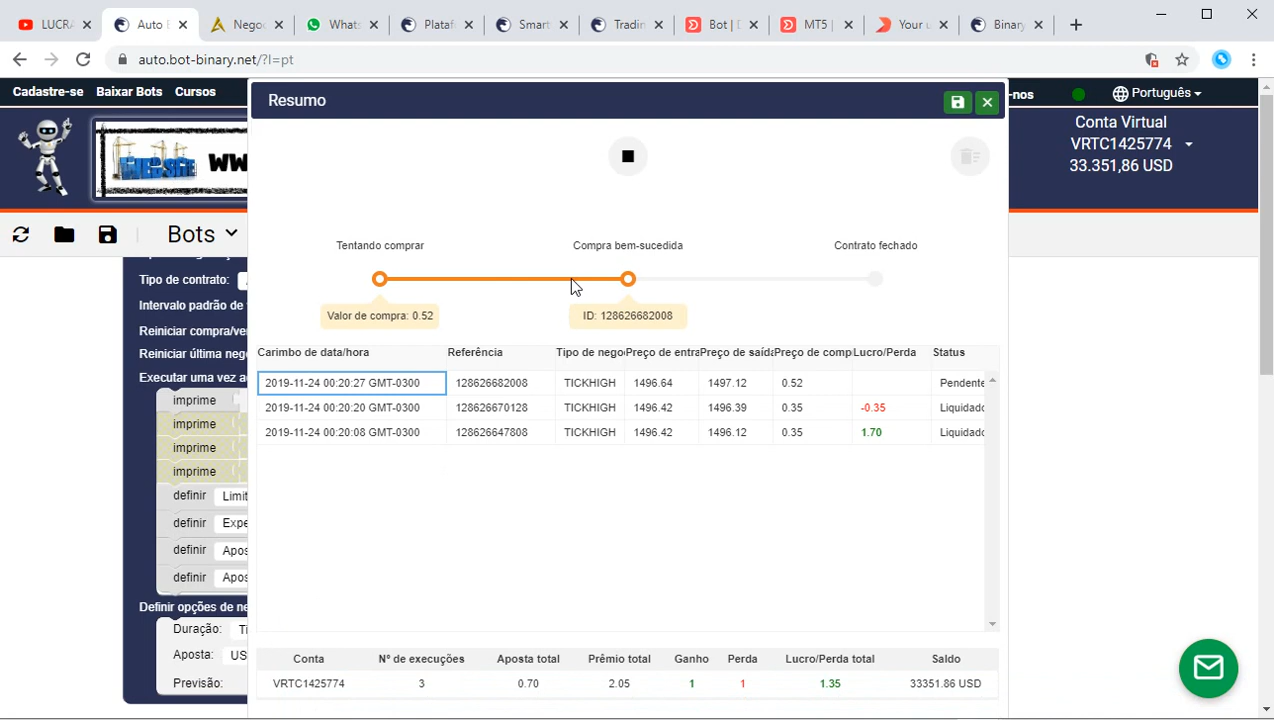 LUCRA
Auto
Negoc
Whats
Plataf
Smart
Tradin
Bot | D
MT5 |
Your u
Binary
auto.bot-binary.net/?l=pt
Cadastre-se
Baixar Bots
Cursos
Resumo
-nos
Português
WEBSITE
WW
Conta Virtual
VRTC1425774
33.351,86 USD
Bots
Tentando comprar
Compra bem-sucedida
Contrato fechado
Valor de compra: 0.52
ID: 128626682008
Tipo de contrato:
Intervalo padrão de
Reiniciar compra/ve
Reiniciar última nego
Executar uma vez a
imprime
imprime
imprime
imprime
definir Limit
definir Expe
definir Apos
definir Apos
Definir opções de ne
Duração: Ti
Aposta: US
Previsão:
Carimbo de data/hora Referência Tipo de nego Preço de entra Preço de saída Preço de comp Lucro/Perda Status
2019-11-24 00:20:27 GMT-0300 128626682008 TICKHIGH 1496.64 1497.12 0.52 Pendente
2019-11-24 00:20:20 GMT-0300 128626670128 TICKHIGH 1496.42 1496.39 0.35 -0.35 Liquidado
2019-11-24 00:20:08 GMT-0300 128626647808 TICKHIGH 1496.42 1496.12 0.35 1.70 Liquidado
Conta Nº de execuções Aposta total Prêmio total Ganho Perda Lucro/Perda total Saldo
VRTC1425774 3 0.70 2.05 1 1 1.35 33351.86 USD